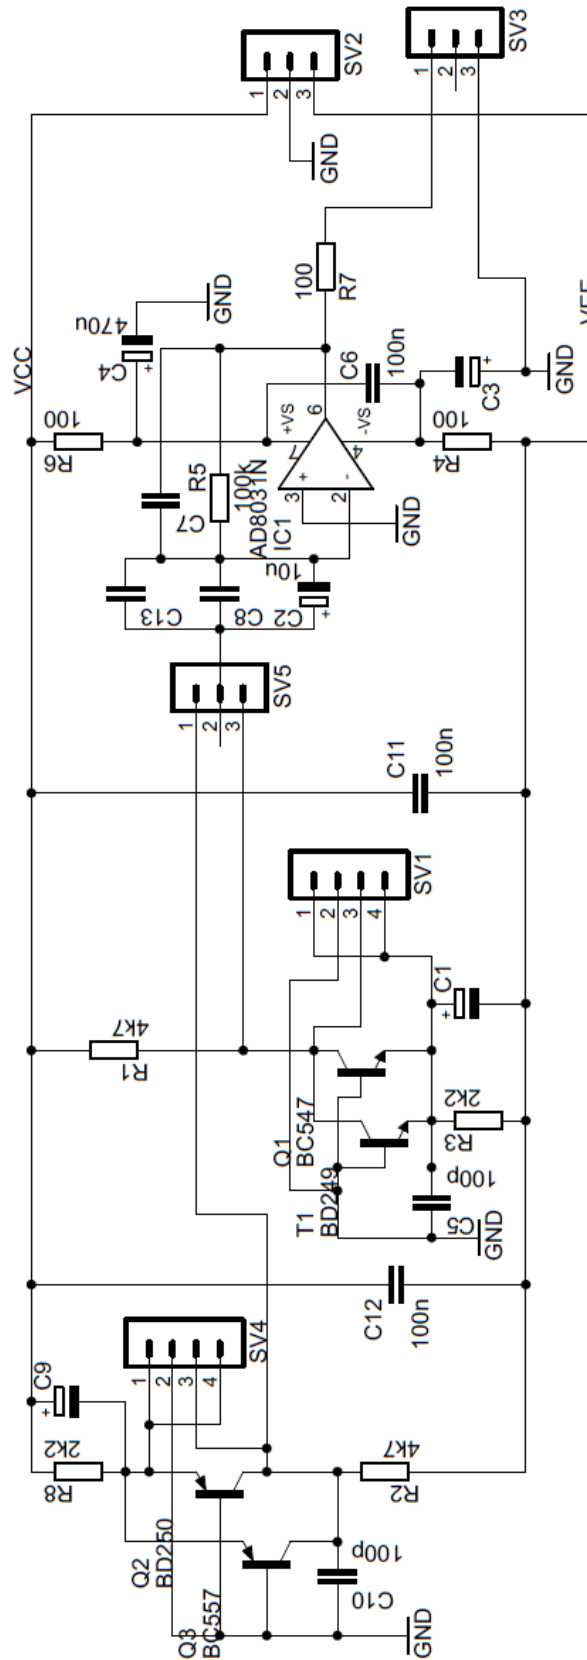 SV3
1
2
3
SV2
1
2
3
GND
VCC
470u
C4
+
GND
100
R7
100
R6
C6
100n
+VS
7
6
-VS
4
VEE
C3
+
GND
100
R4
R5
100k
C7
AD8031N
IC1
3
+
2
-
GND
10u
C13
C8
C2
+
SV5
1
2
3
C11
100n
SV1
1
2
3
4
C1
+
4k7
R1
Q1
BC547
2k2
R3
T1
BD249
100p
C5
GND
C12
100n
SV4
1
2
3
4
C9
+
2k2
R8
4k7
R2
Q2
BD250
Q3
BC557
100p
C10
GND